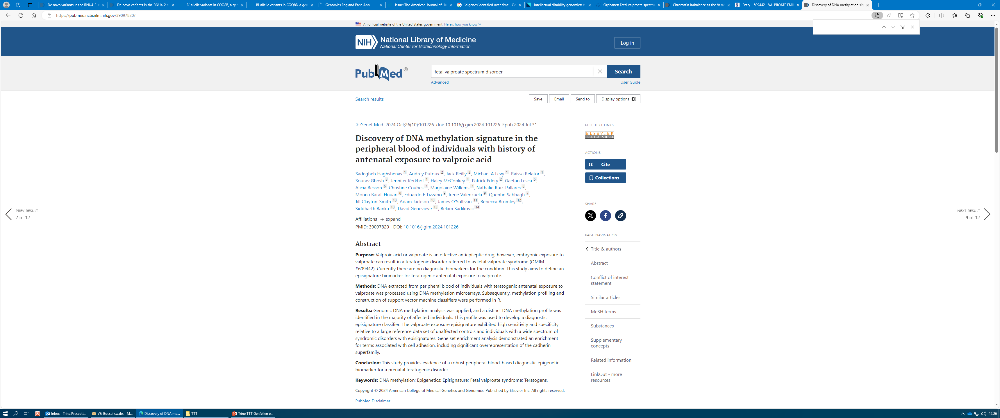 De novo variants in the RNU4-2 s
De novo variants in the RNU4-2 s
Bi-allelic variants in COQ8B, a gen
Bi-allelic variants in COQ8B, a gen
Genomics England PanelApp
Issue: The American Journal of Hu
id genes identified over time - Go
Intellectual disability genomics: c
Orphanet: Fetal valproate spectru
Chromatin Imbalance as the Verte
Entry - 609442 - VALPROATE EMB
Discovery of DNA methylation sig
https://pubmed.ncbi.nlm.nih.gov/39097820/
An official website of the United States government Here's how you know
NIH National Library of Medicine
National Center for Biotechnology Information
Log in
PubMed®
fetal valproate spectrum disorder
Search
Advanced
User Guide
Search results
Save
Email
Send to
Display options
Genet Med. 2024 Oct;26(10):101226. doi: 10.1016/j.gim.2024.101226. Epub 2024 Jul 31.
Discovery of DNA methylation signature in the
peripheral blood of individuals with history of
antenatal exposure to valproic acid
Sadegheh Haghshenas 1, Audrey Putoux 2, Jack Reilly 3, Michael A Levy 1, Raissa Relator 1,
Sourav Ghosh 3, Jennifer Kerkhof 1, Haley McConkey 4, Patrick Edery 2, Gaetan Lesca 5,
Alicia Besson 6, Christine Coubes 7, Marjolaine Willems 7, Nathalie Ruiz-Pallares 8,
Mouna Barat-Houari 8, Eduardo F Tizzano 9, Irene Valenzuela 9, Quentin Sabbagh 7,
Jill Clayton-Smith 10, Adam Jackson 10, James O'Sullivan 11, Rebecca Bromley 12,
Siddharth Banka 10, David Genevieve 13, Bekim Sadikovic 14
Affiliations + expand
PMID: 39097820 DOI: 10.1016/j.gim.2024.101226
Abstract
Purpose: Valproic acid or valproate is an effective antiepileptic drug; however, embryonic exposure to
valproate can result in a teratogenic disorder referred to as fetal valproate syndrome (OMIM
#609442). Currently there are no diagnostic biomarkers for the condition. This study aims to define an
episignature biomarker for teratogenic antenatal exposure to valproate.
Methods: DNA extracted from peripheral blood of individuals with teratogenic antenatal exposure to
valproate was processed using DNA methylation microarrays. Subsequently, methylation profiling and
construction of support vector machine classifiers were performed in R.
Results: Genomic DNA methylation analysis was applied, and a distinct DNA methylation profile was
identified in the majority of affected individuals. This profile was used to develop a diagnostic
episignature classifier. The valproate exposure episignature exhibited high sensitivity and specificity
relative to a large reference data set of unaffected controls and individuals with a wide spectrum of
syndromic disorders with episignatures. Gene set enrichment analysis demonstrated an enrichment
for terms associated with cell adhesion, including significant overrepresentation of the cadherin
superfamily.
Conclusion: This study provides evidence of a robust peripheral blood-based diagnostic epigenetic
biomarker for a prenatal teratogenic disorder.
Keywords: DNA methylation; Epigenetics; Episignature; Fetal valproate syndrome; Teratogens.
Copyright © 2024 American College of Medical Genetics and Genomics. Published by Elsevier Inc. All rights reserved.
PubMed Disclaimer
FULL TEXT LINKS
ELSEVIER
FULL-TEXT ARTICLE
ACTIONS
Cite
Collections
SHARE
PAGE NAVIGATION
Title & authors
Abstract
Conflict of interest
statement
Similar articles
MeSH terms
Substances
Supplementary
concepts
Related information
LinkOut - more
resources
PREV RESULT
7 of 12
NEXT RESULT
9 of 12
Inbox - Trine.Prescott...
VS: Buccal swabs - M...
Discovery of DNA me...
TTT
Trine TTT Genfeilen e...
12:26